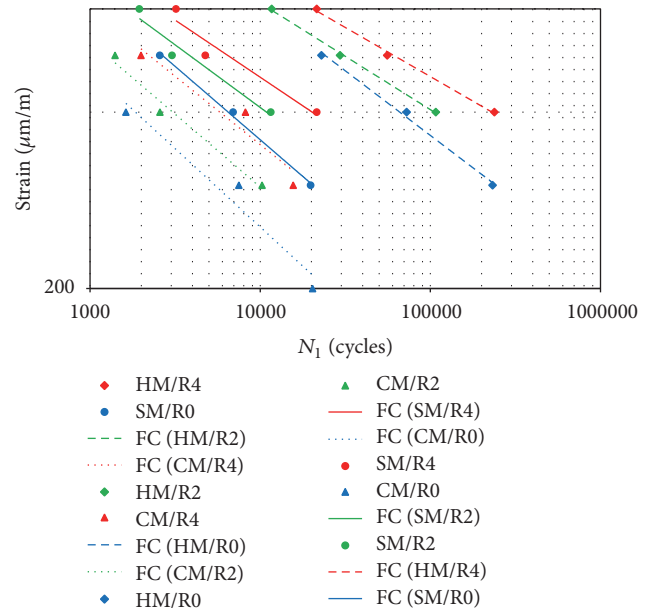 Strain (μm/m)
200
1000
10000
100000
1000000
N1 (cycles)
HM/R4
SM/R0
FC (HM/R2)
FC (CM/R4)
HM/R2
CM/R4
FC (HM/R0)
FC (CM/R2)
HM/R0
CM/R2
FC (SM/R4)
FC (CM/R0)
SM/R4
CM/R0
FC (SM/R2)
SM/R2
FC (HM/R4)
FC (SM/R0)